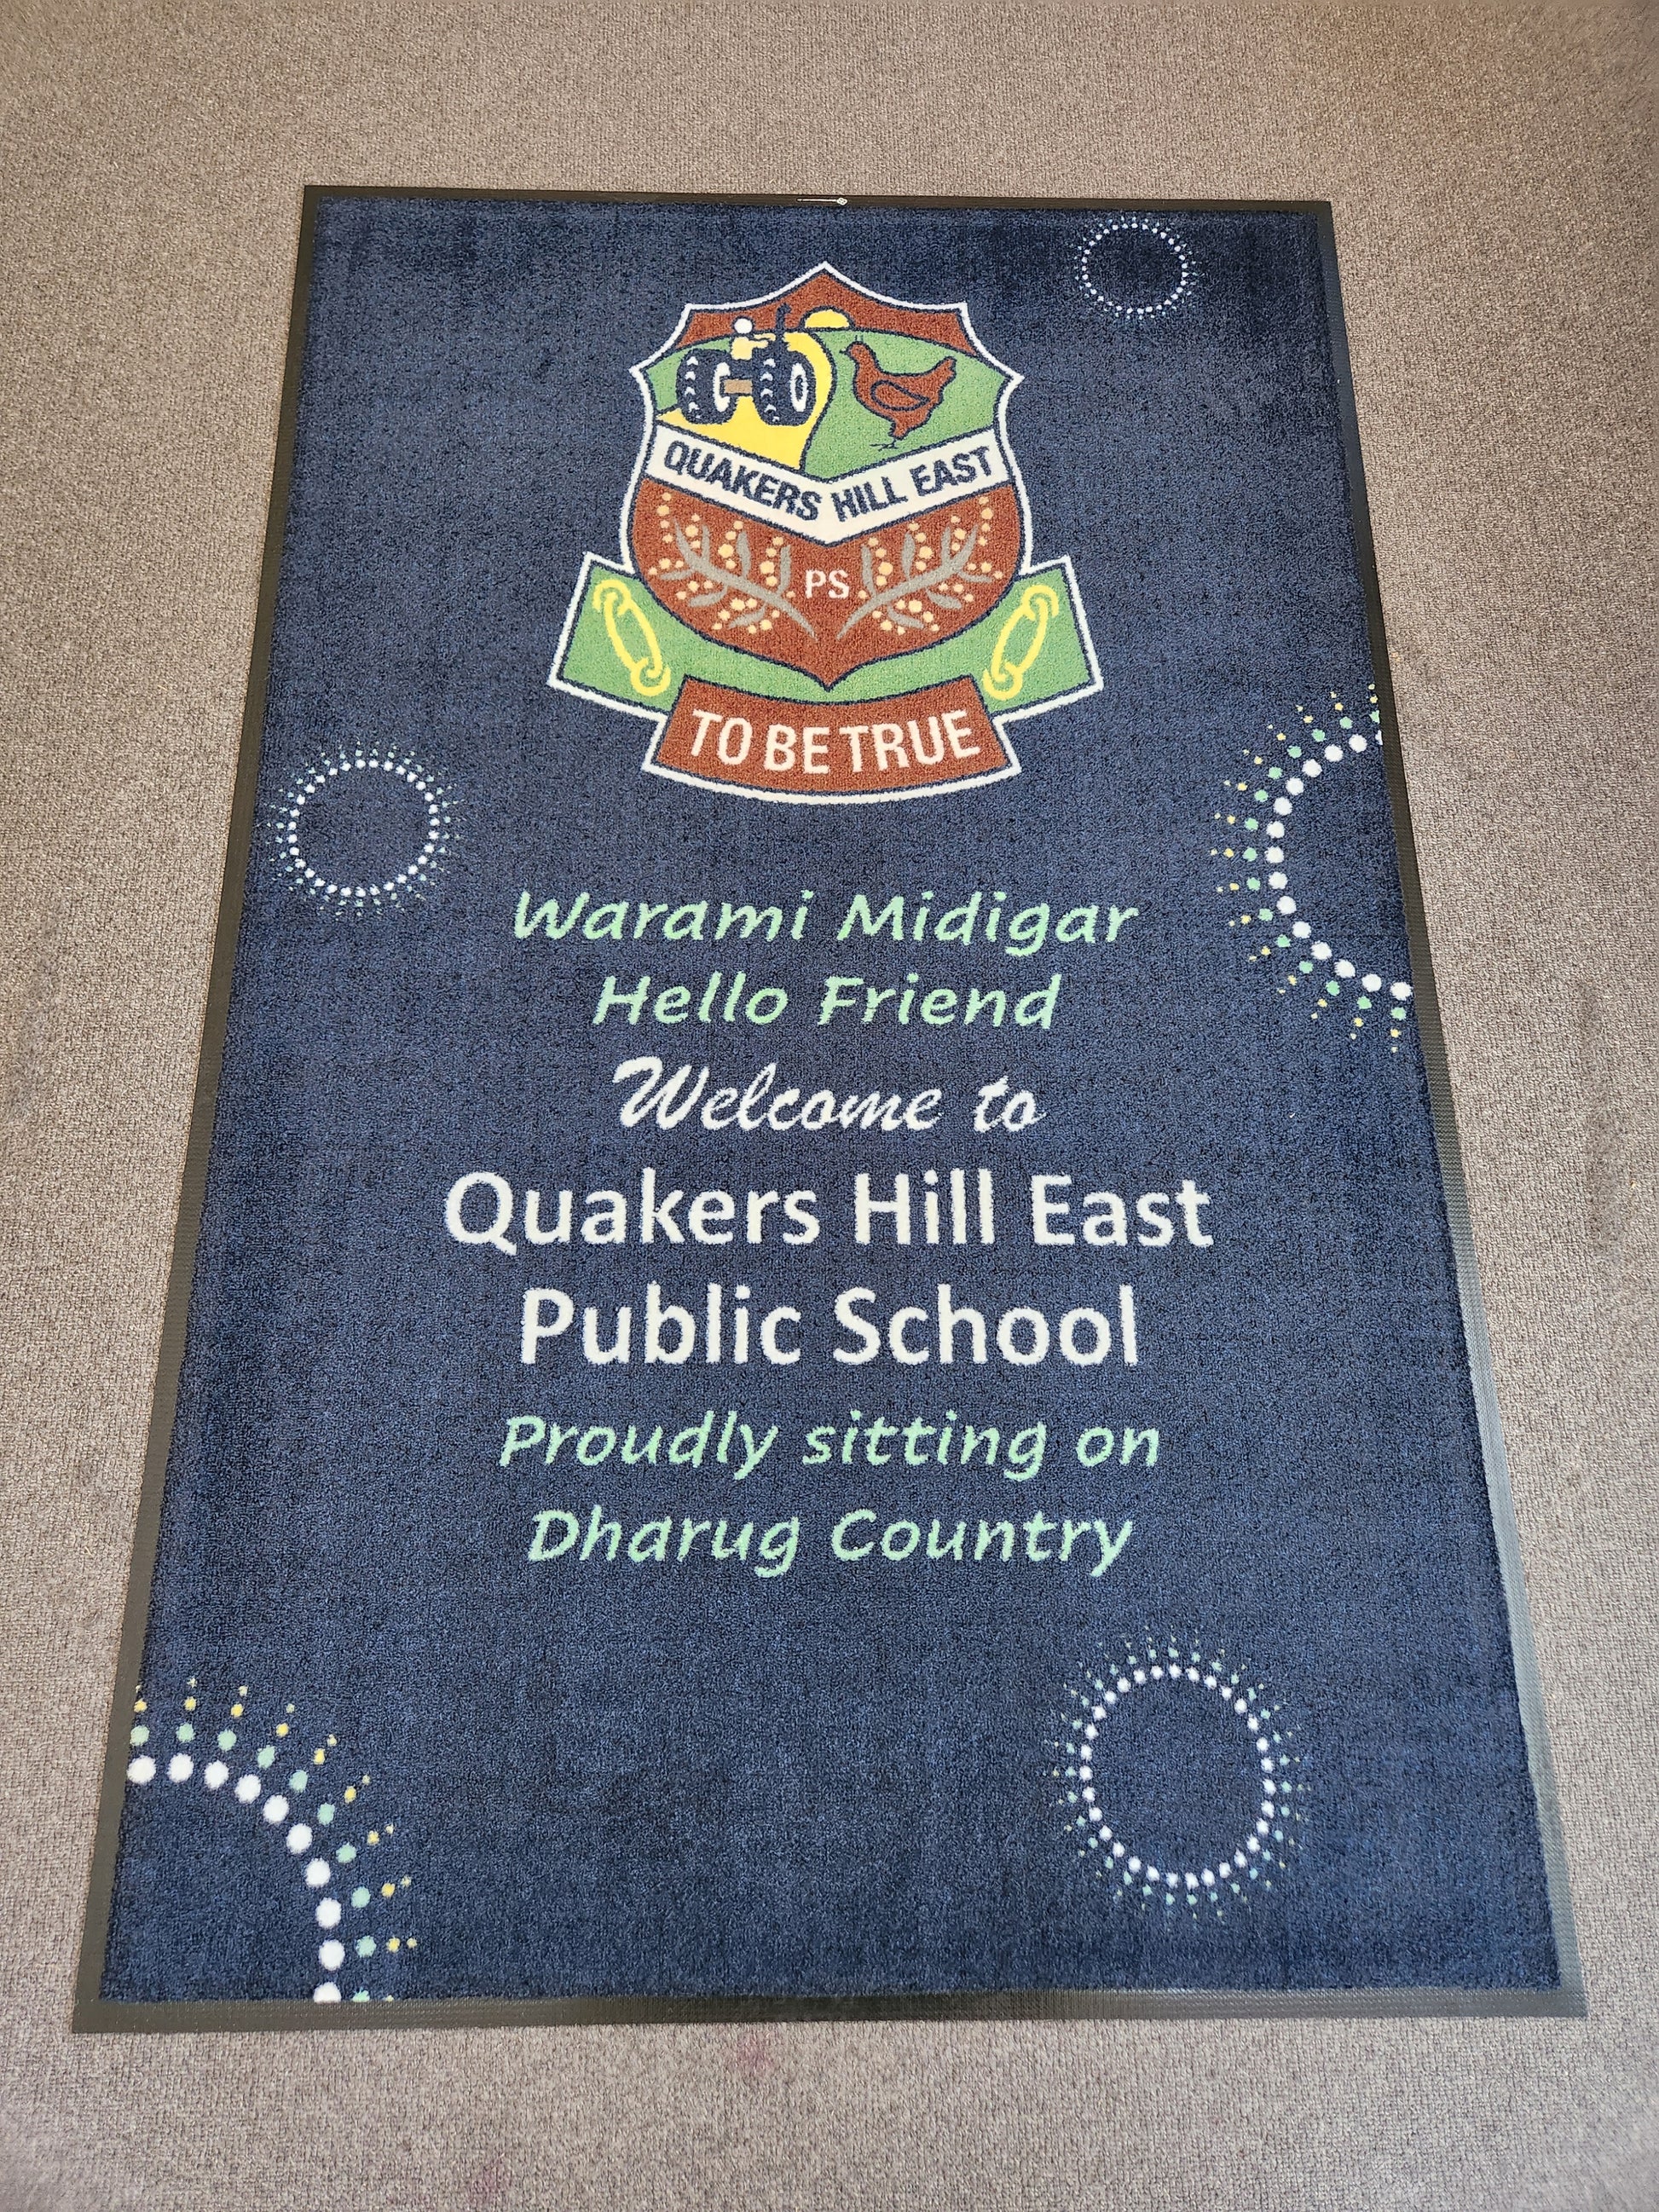 QUAKERS HILL EAST
PS
TO BE TRUE
Warami Midigar
Hello Friend
Welcome to
Quakers Hill East
Public School
Proudly sitting on
Dharug Country